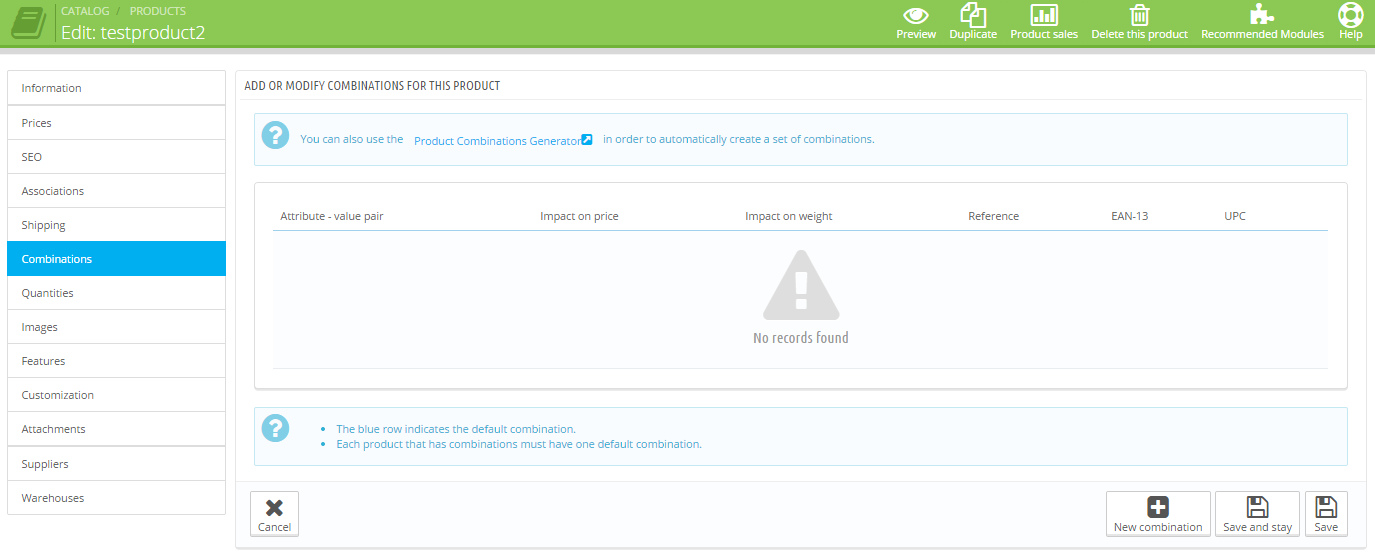 CATALOG / PRODUCTS
Edit: testproduct2
Preview
Duplicate
Product sales
Delete this product
Recommended Modules
Help
Information
Prices
SEO
Associations
Shipping
Combinations
Quantities
Images
Features
Customization
Attachments
Suppliers
Warehouses
ADD OR MODIFY COMBINATIONS FOR THIS PRODUCT
You can also use the Product Combinations Generator in order to automatically create a set of combinations.
Attribute - value pair Impact on price Impact on weight Reference EAN-13 UPC
No records found
The blue row indicates the default combination.
Each product that has combinations must have one default combination.
Cancel
New combination
Save and stay
Save